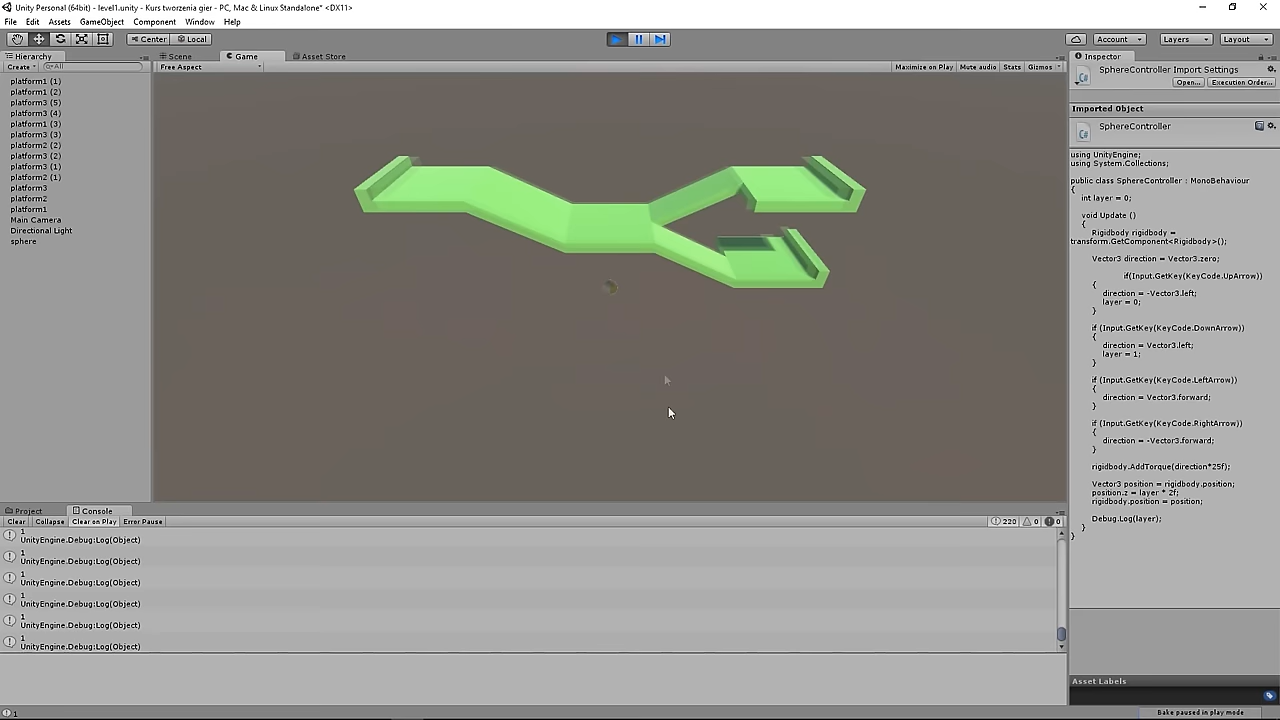 Unity Personal (64bit) - level1.unity - Kurs tworzenia gier - PC, Mac & Linux Standalone* <DX11>
File Edit Assets GameObject Component Window Help
Center Local Account Layers Layout
Hierarchy Scene Game Asset Store Inspector
Create All Free Aspect Maximize on Play Mute audio Stats Gizmos
SphereController Import Settings
Open... Execution Order...
platform1 (1)
platform1 (2)
platform3 (5)
platform3 (4)
platform1 (3)
platform3 (3)
platform2 (2)
platform3 (2)
platform3 (1)
platform2 (1)
platform3
platform2
platform1
Main Camera
Directional Light
sphere
Imported Object
C# SphereController
using UnityEngine;
using System.Collections;
public class SphereController : MonoBehaviour
{
int layer = 0;
void Update ()
{
Rigidbody rigidbody =
transform.GetComponent<Rigidbody>();
Vector3 direction = Vector3.zero;
if(Input.GetKey(KeyCode.UpArrow))
{
direction = -Vector3.left;
layer = 0;
}
if (Input.GetKey(KeyCode.DownArrow))
{
direction = Vector3.left;
layer = 1;
}
if (Input.GetKey(KeyCode.LeftArrow))
{
direction = Vector3.forward;
}
if (Input.GetKey(KeyCode.RightArrow))
{
direction = -Vector3.forward;
}
rigidbody.AddTorque(direction*25f);
Vector3 position = rigidbody.position;
position.z = layer * 2f;
rigidbody.position = position;
Debug.Log(layer);
}
}
Project Console
Clear Collapse Clear on Play Error Pause 220 0 0
1
UnityEngine.Debug:Log(Object)
1
UnityEngine.Debug:Log(Object)
1
UnityEngine.Debug:Log(Object)
1
UnityEngine.Debug:Log(Object)
1
UnityEngine.Debug:Log(Object)
1
UnityEngine.Debug:Log(Object)
Asset Labels
1
Bake paused in play mode